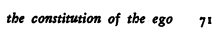 the constitution of the ego 71